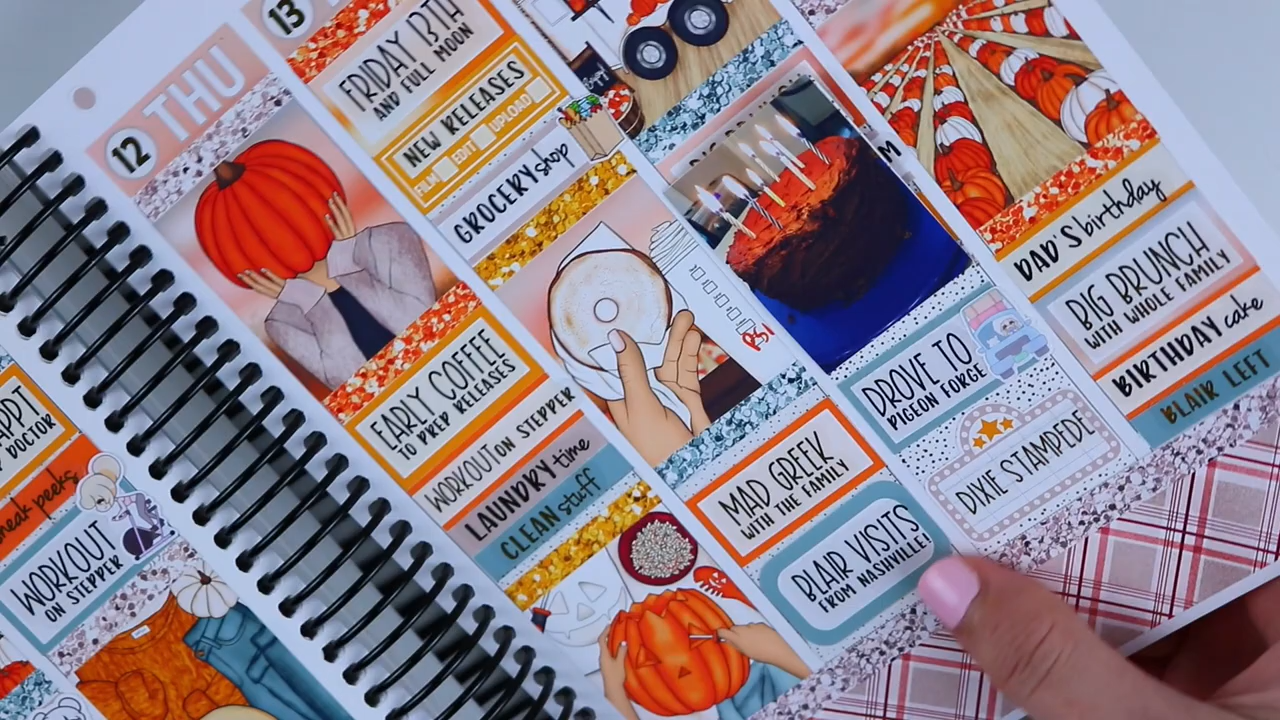 APPT
DOCTOR
sneak peeks
WORKOUT
ON STEPPER
12 THU
EARLY COFFEE
TO PREP RELEASES
WORKOUT ON STEPPER
LAUNDRY time
CLEAN stuff
13
FRIDAY 13TH
AND FULL MOON
NEW RELEASES
FILM EDIT UPLOAD
GROCERY shop
MAD GREEK
WITH THE FAMILY
BLAIR VISITS
FROM NASHVILLE!
DROVE TO
PIGEON FORGE
DIXIE STAMPEDE
DAD'S birthday
BIG BRUNCH
WITH WHOLE FAMILY
BIRTHDAY cake
BLAIR LEFT